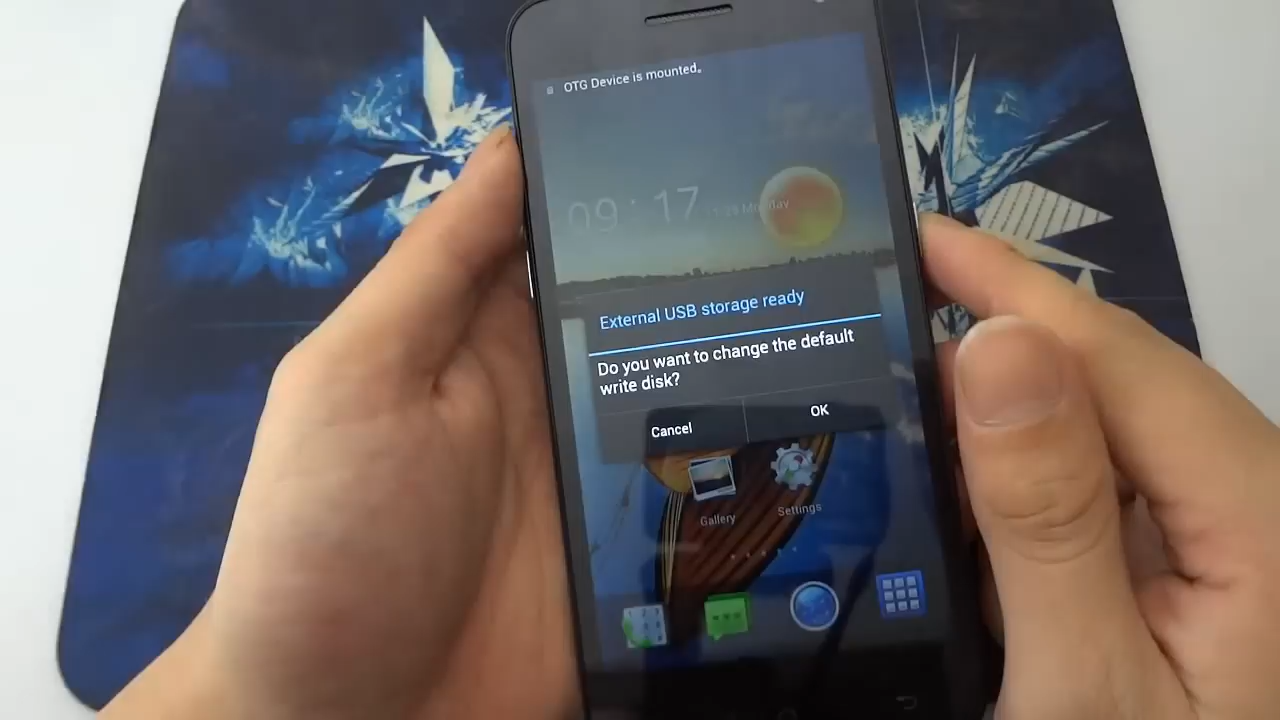 OTG Device is mounted。
09:17
Monday
External USB storage ready
Do you want to change the default
write disk?
Cancel
OK
Gallery
Settings